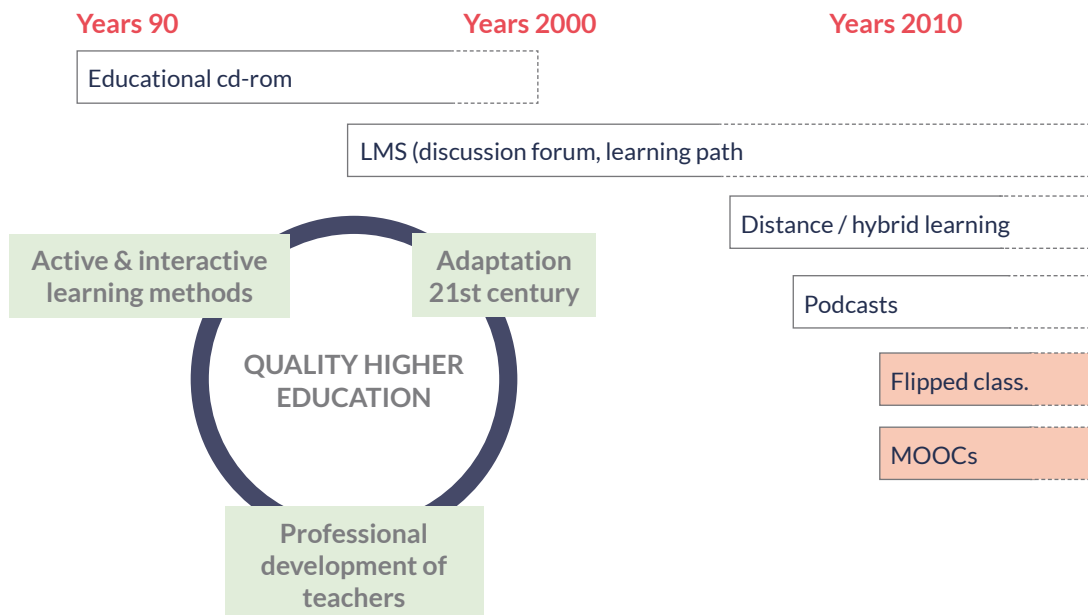 Years 90
Years 2000
Years 2010
Educational cd-rom
LMS (discussion forum, learning path
Distance / hybrid learning
Active & interactive
learning methods
Adaptation
21st century
Podcasts
QUALITY HIGHER
EDUCATION
Flipped class.
MOOCs
Professional
development of
teachers